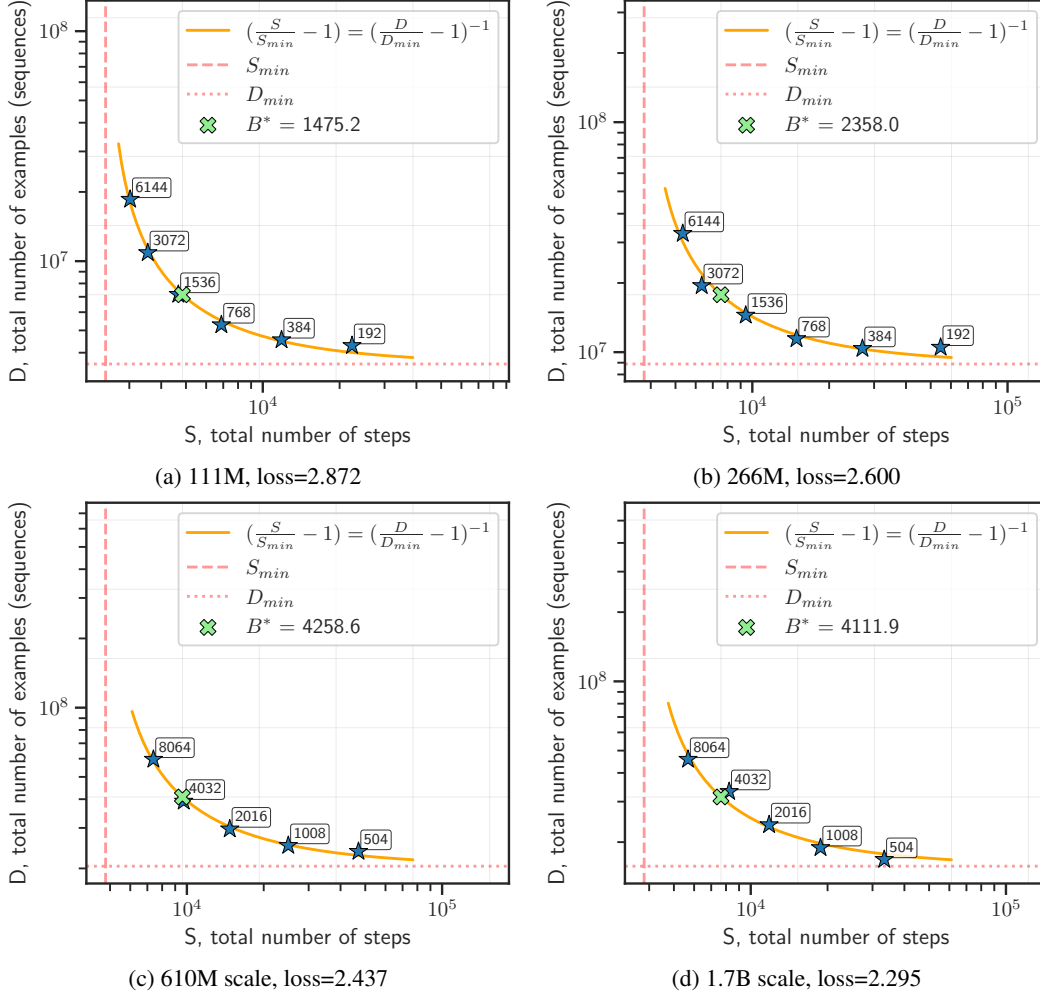 10^8
10^7
D, total number of examples (sequences)
(S/S_min − 1) = (D/D_min − 1)^−1
S_min
D_min
B* = 1475.2
6144
3072
1536
768
384
192
10^4
S, total number of steps
(a) 111M, loss=2.872
10^8
10^7
D, total number of examples (sequences)
(S/S_min − 1) = (D/D_min − 1)^−1
S_min
D_min
B* = 2358.0
6144
3072
1536
768
384
192
10^4
10^5
S, total number of steps
(b) 266M, loss=2.600
10^8
D, total number of examples (sequences)
(S/S_min − 1) = (D/D_min − 1)^−1
S_min
D_min
B* = 4258.6
8064
4032
2016
1008
504
10^4
10^5
S, total number of steps
(c) 610M scale, loss=2.437
10^8
D, total number of examples (sequences)
(S/S_min − 1) = (D/D_min − 1)^−1
S_min
D_min
B* = 4111.9
8064
4032
2016
1008
504
10^4
10^5
S, total number of steps
(d) 1.7B scale, loss=2.295